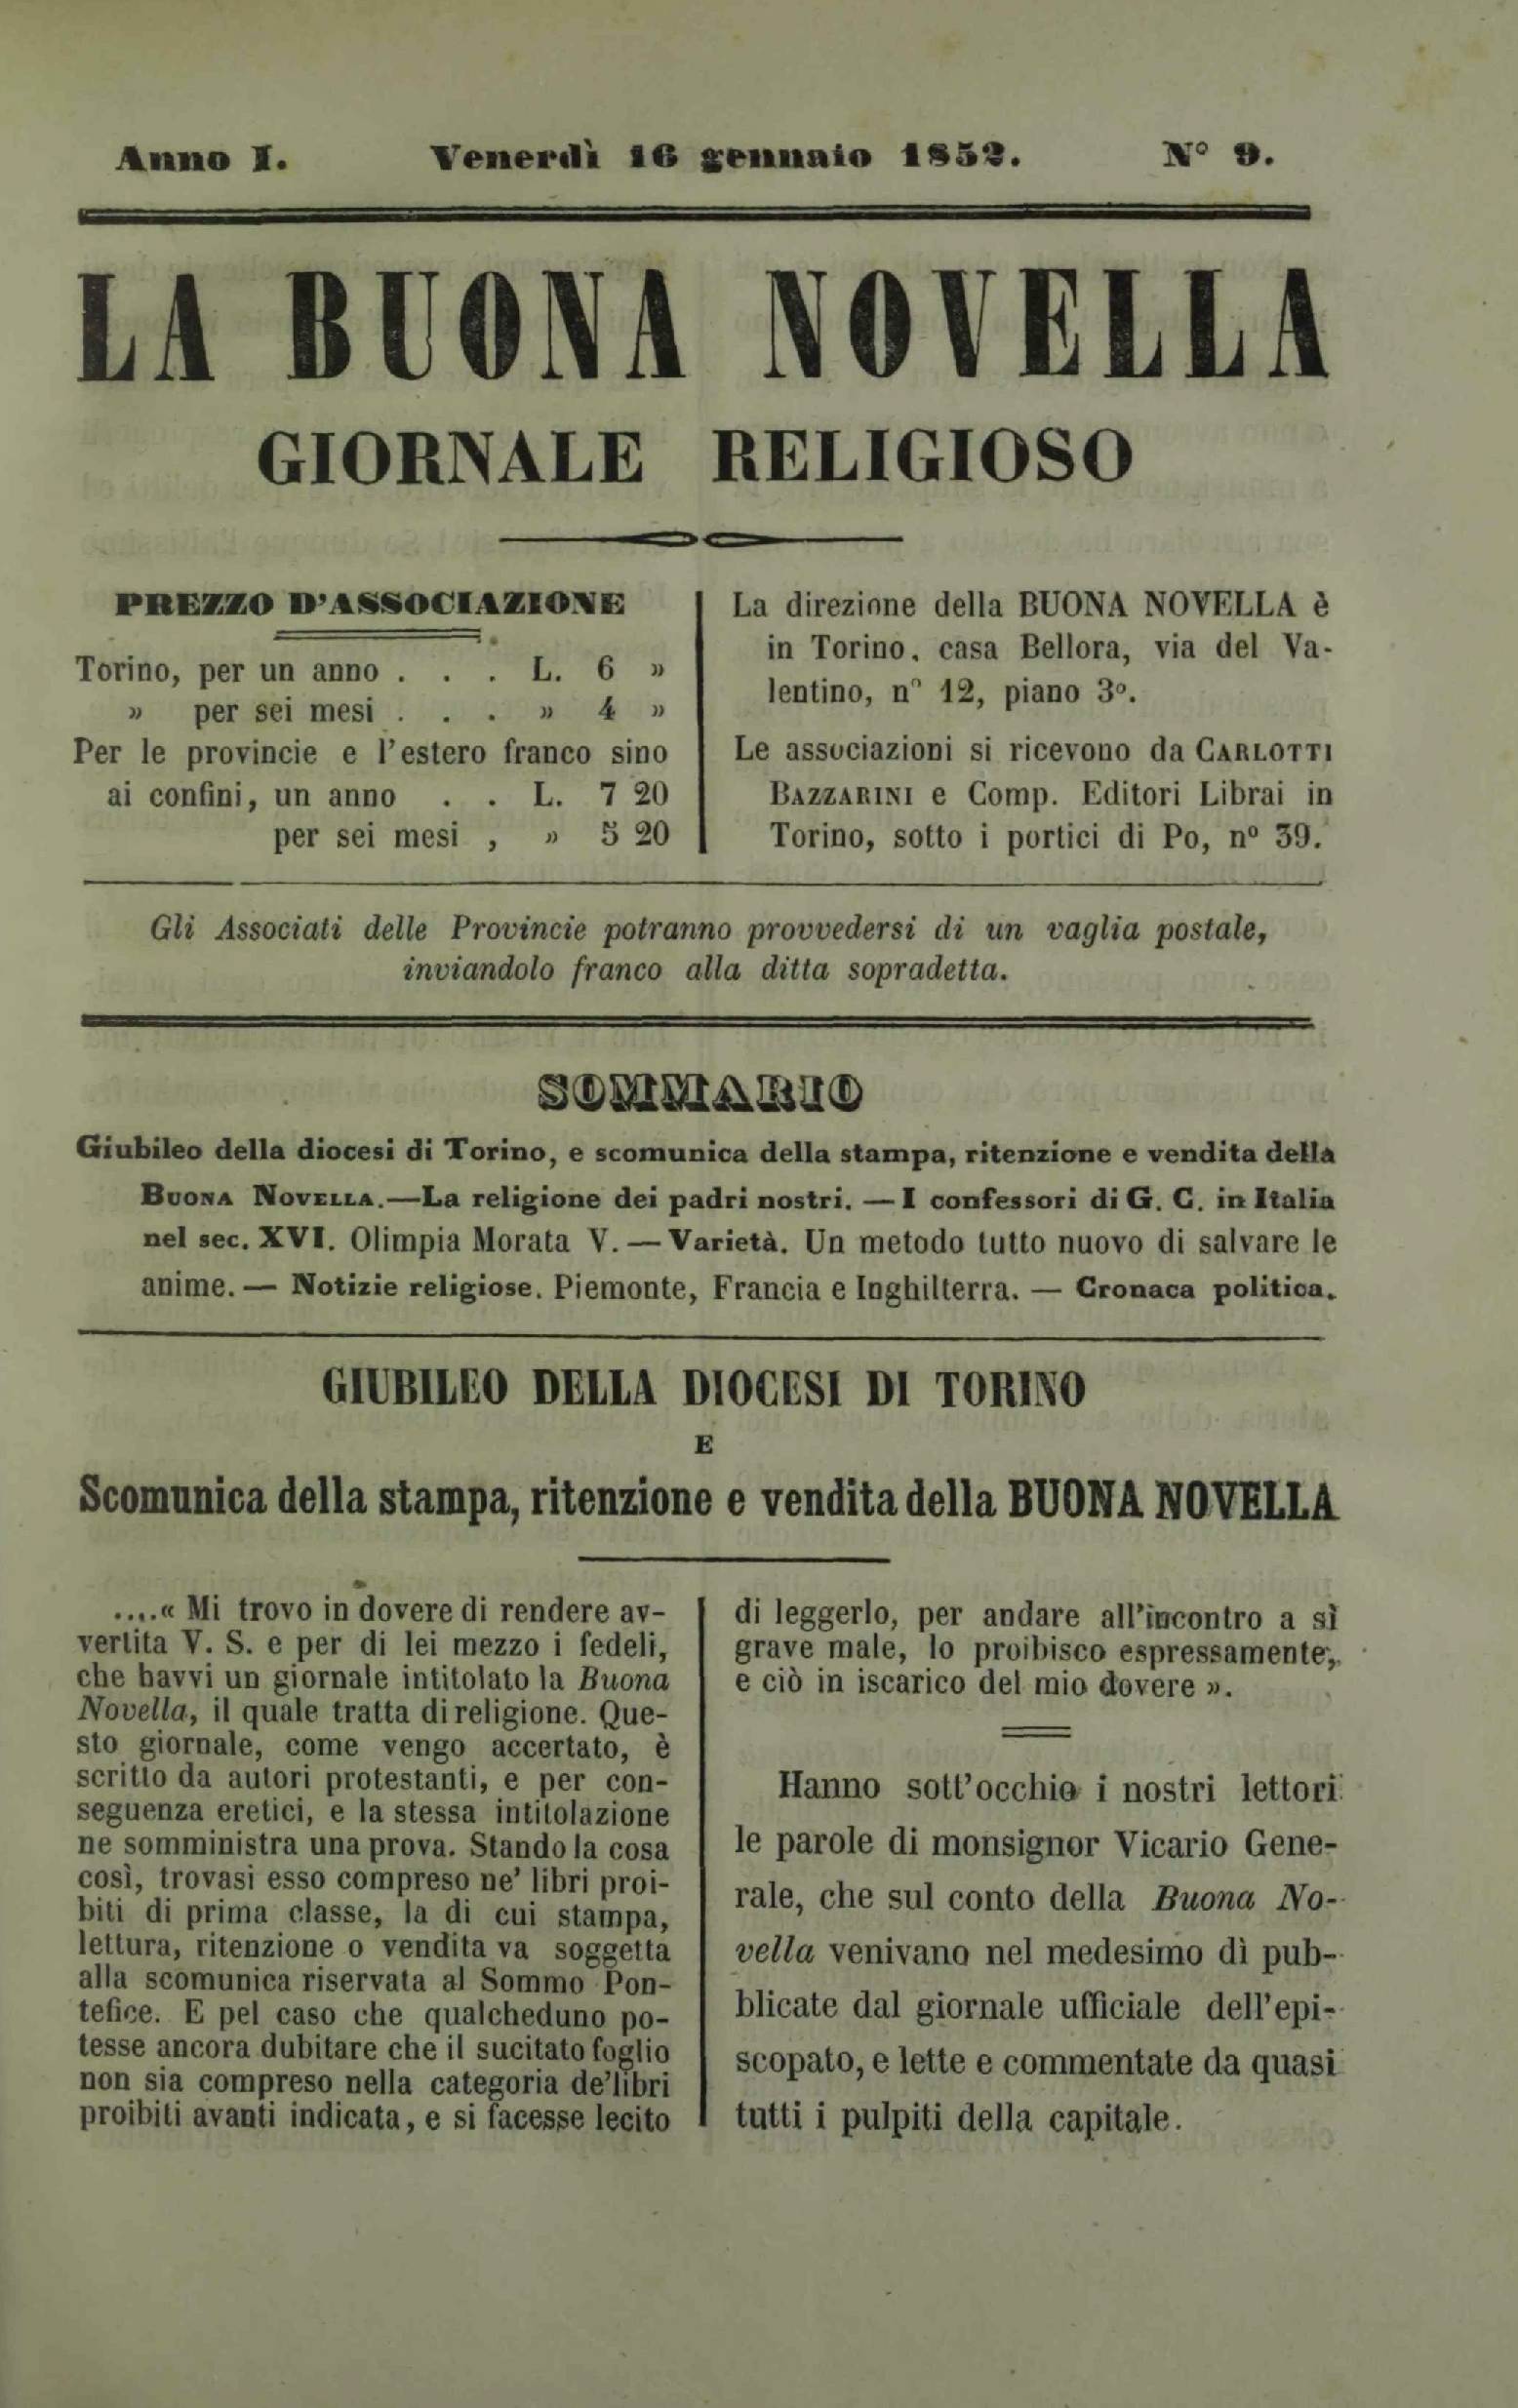 Anno I. Venerdì 16 gennaio 1852. N° 9.
LA BUONA NOVELLA
GIORNALE RELIGIOSO
PREZZO D'ASSOCIAZIONE
Torino, per un anno . . . L. 6 »
» per sei mesi . . . » 4 »
Per le provincie e l'estero franco sino
ai confini, un anno . . L. 7 20
per sei mesi , » 5 20
La direzione della BUONA NOVELLA è
in Torino, casa Bellora, via del Va-
lentino, n° 12, piano 3°.
Le associazioni si ricevono da CARLOTTI
BAZZARINI e Comp. Editori Librai in
Torino, sotto i portici di Po, n° 39.
Gli Associati delle Provincie potranno provvedersi di un vaglia postale,
inviandolo franco alla ditta sopradetta.
SOMMARIO
Giubileo della diocesi di Torino, e scomunica della stampa, ritenzione e vendita della
BUONA NOVELLA.—La religione dei padri nostri. — I confessori di G. C. in Italia
nel sec. XVI. Olimpia Morata V. — Varietà. Un metodo tutto nuovo di salvare le
anime. — Notizie religiose. Piemonte, Francia e Inghilterra. — Cronaca politica.
GIUBILEO DELLA DIOCESI DI TORINO
E
Scomunica della stampa, ritenzione e vendita della BUONA NOVELLA
....« Mi trovo in dovere di rendere av-
vertita V. S. e per di lei mezzo i fedeli,
che havvi un giornale intitolato la Buona
Novella, il quale tratta di religione. Que-
sto giornale, come vengo accertato, è
scritto da autori protestanti, e per con-
seguenza eretici, e la stessa intitolazione
ne somministra una prova. Stando la cosa
così, trovasi esso compreso ne' libri proi-
biti di prima classe, la di cui stampa,
lettura, ritenzione o vendita va soggetta
alla scomunica riservata al Sommo Pon-
tefice. E pel caso che qualcheduno po-
tesse ancora dubitare che il sucitato foglio
non sia compreso nella categoria de'libri
proibiti avanti indicata, e si facesse lecito
di leggerlo, per andare all'incontro a sì
grave male, lo proibisco espressamente,
e ciò in iscarico del mio dovere ».
Hanno sott'occhio i nostri lettori
le parole di monsignor Vicario Gene-
rale, che sul conto della Buona No-
vella venivano nel medesimo dì pub-
blicate dal giornale ufficiale dell'epi-
scopato, e lette e commentate da quasi
tutti i pulpiti della capitale.